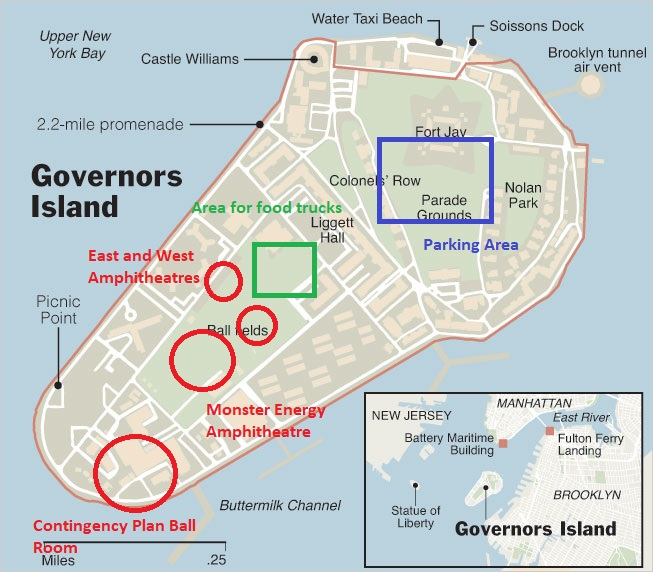 Upper New
York Bay
Water Taxi Beach
Soissons Dock
Castle Williams
Brooklyn tunnel
air vent
2.2-mile promenade
Fort Jay
Governors
Island
Colonels' Row
Parade
Grounds
Nolan
Park
Area for food trucks
Liggett
Hall
Parking Area
East and West
Amphitheatres
Picnic
Point
Ball fields
Monster Energy
Amphitheatre
Buttermilk Channel
Contingency Plan Ball
Room
Miles
.25
MANHATTAN
NEW JERSEY
East River
Battery Maritime
Building
Fulton Ferry
Landing
BROOKLYN
Statue of
Liberty
Governors Island